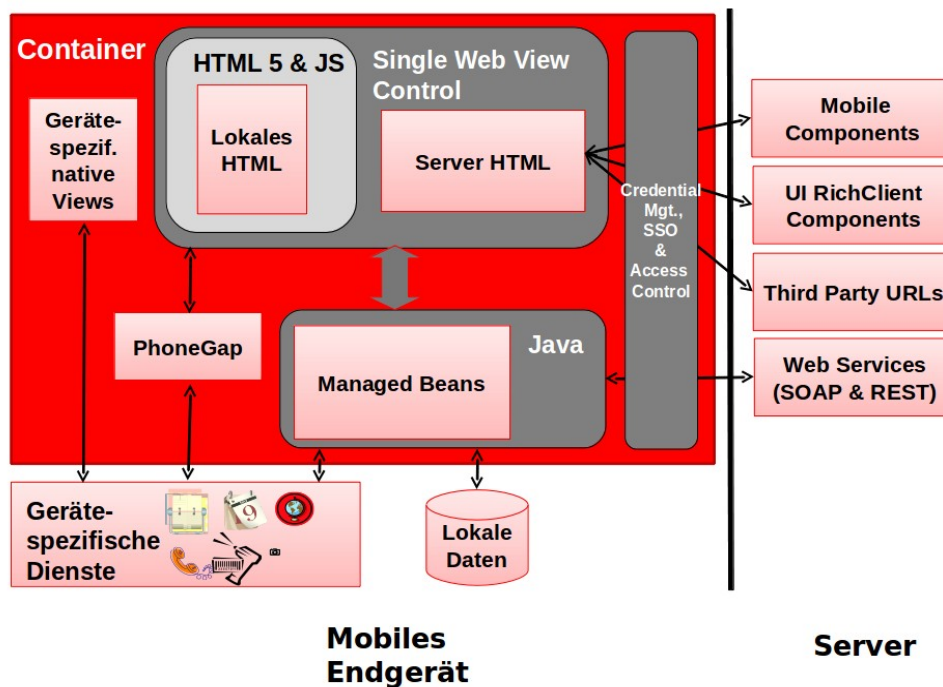 Container
HTML 5 & JS
Single Web View
Control
Geräte-
spezif.
native
Views
Lokales
HTML
Server HTML
Credential
Mgt.,
SSO
&
Access
Control
Mobile
Components
UI RichClient
Components
Third Party URLs
Web Services
(SOAP & REST)
PhoneGap
Java
Managed Beans
Geräte-
spezifische
Dienste
9
Lokale
Daten
Mobiles
Endgerät
Server